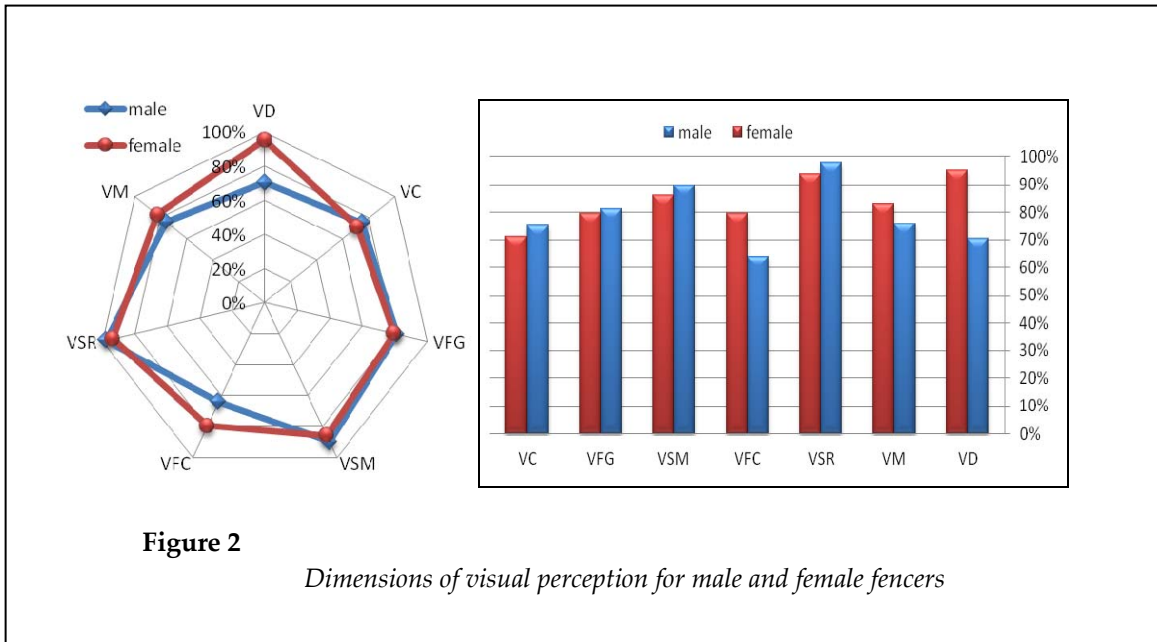 male
female
VD
100%
80%
60%
40%
20%
0%
VC
VFG
VSM
VFC
VSR
VM
male female
100%
90%
80%
70%
60%
50%
40%
30%
20%
10%
0%
VC VFG VSM VFC VSR VM VD
Figure 2
Dimensions of visual perception for male and female fencers